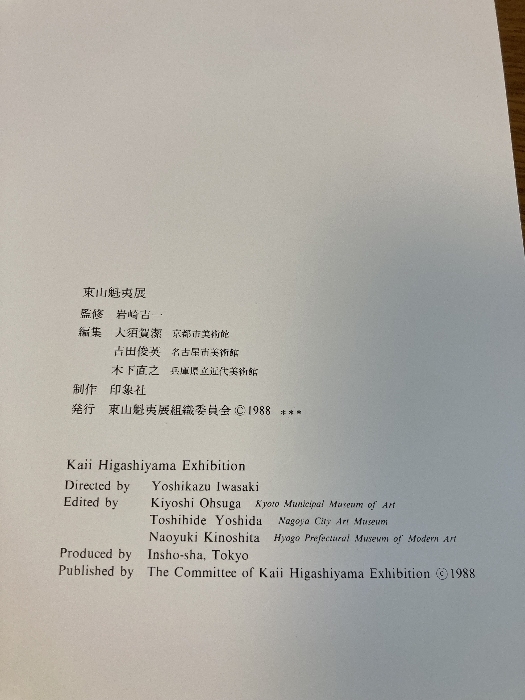 東山魁夷展
監修 岩崎吉一
編集 大須賀潔 京都市美術館
吉田俊英 名古屋市美術館
木下直之 兵庫県立近代美術館
制作 印象社
発行 東山魁夷展組織委員会©1988 ***
Kaii Higashiyama Exhibition
Directed by Yoshikazu Iwasaki
Edited by Kiyoshi Ohsuga Kyoto Municipal Museum of Art
Toshihide Yoshida Nagoya City Art Museum
Naoyuki Kinoshita Hyogo Prefectural Museum of Modern Art
Produced by Insho-sha, Tokyo
Published by The Committee of Kaii Higashiyama Exhibition ©1988